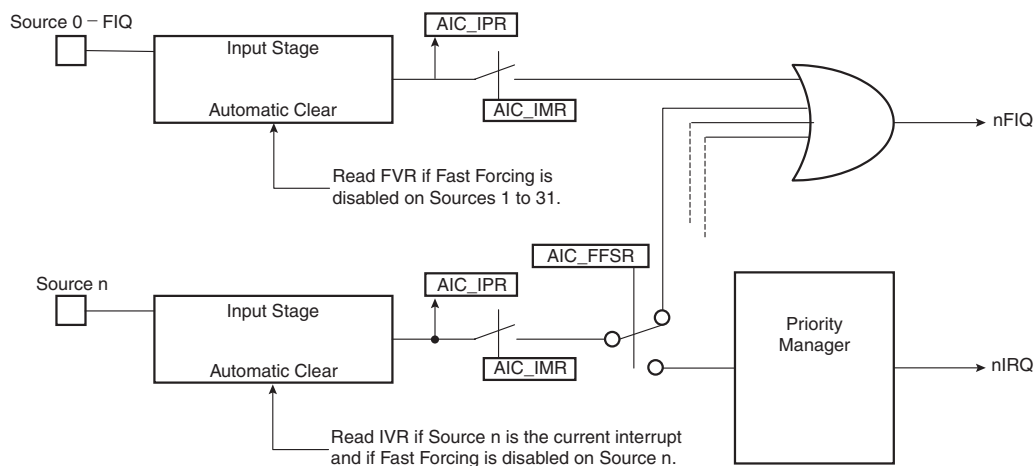 Source 0 – FIQ
AIC_IPR
Input Stage
Automatic Clear
AIC_IMR
nFIQ
Read FVR if Fast Forcing is
disabled on Sources 1 to 31.
AIC_FFSR
Source n
AIC_IPR
Input Stage
Priority
Manager
Automatic Clear
AIC_IMR
nIRQ
Read IVR if Source n is the current interrupt
and if Fast Forcing is disabled on Source n.